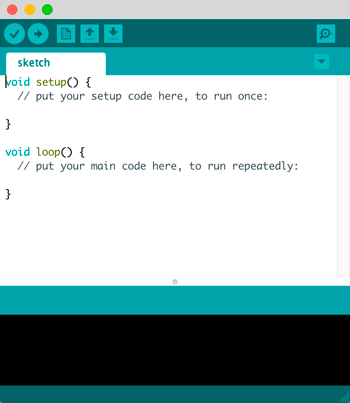 sketch
void setup() {
// put your setup code here, to run once:
}
void loop() {
// put your main code here, to run repeatedly:
}